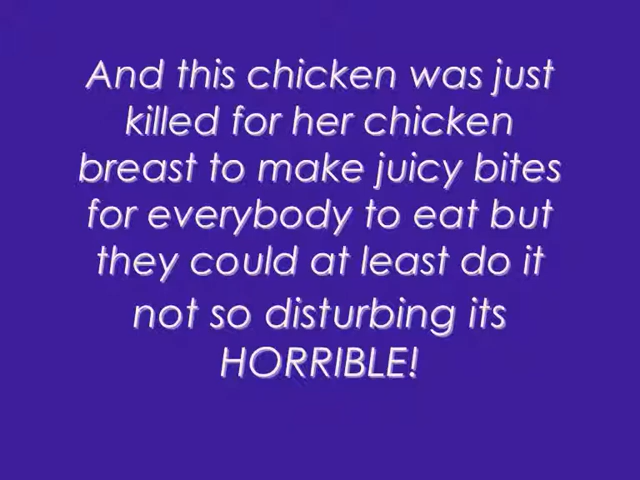 And this chicken was just
killed for her chicken
breast to make juicy bites
for everybody to eat but
they could at least do it
not so disturbing its
HORRIBLE!